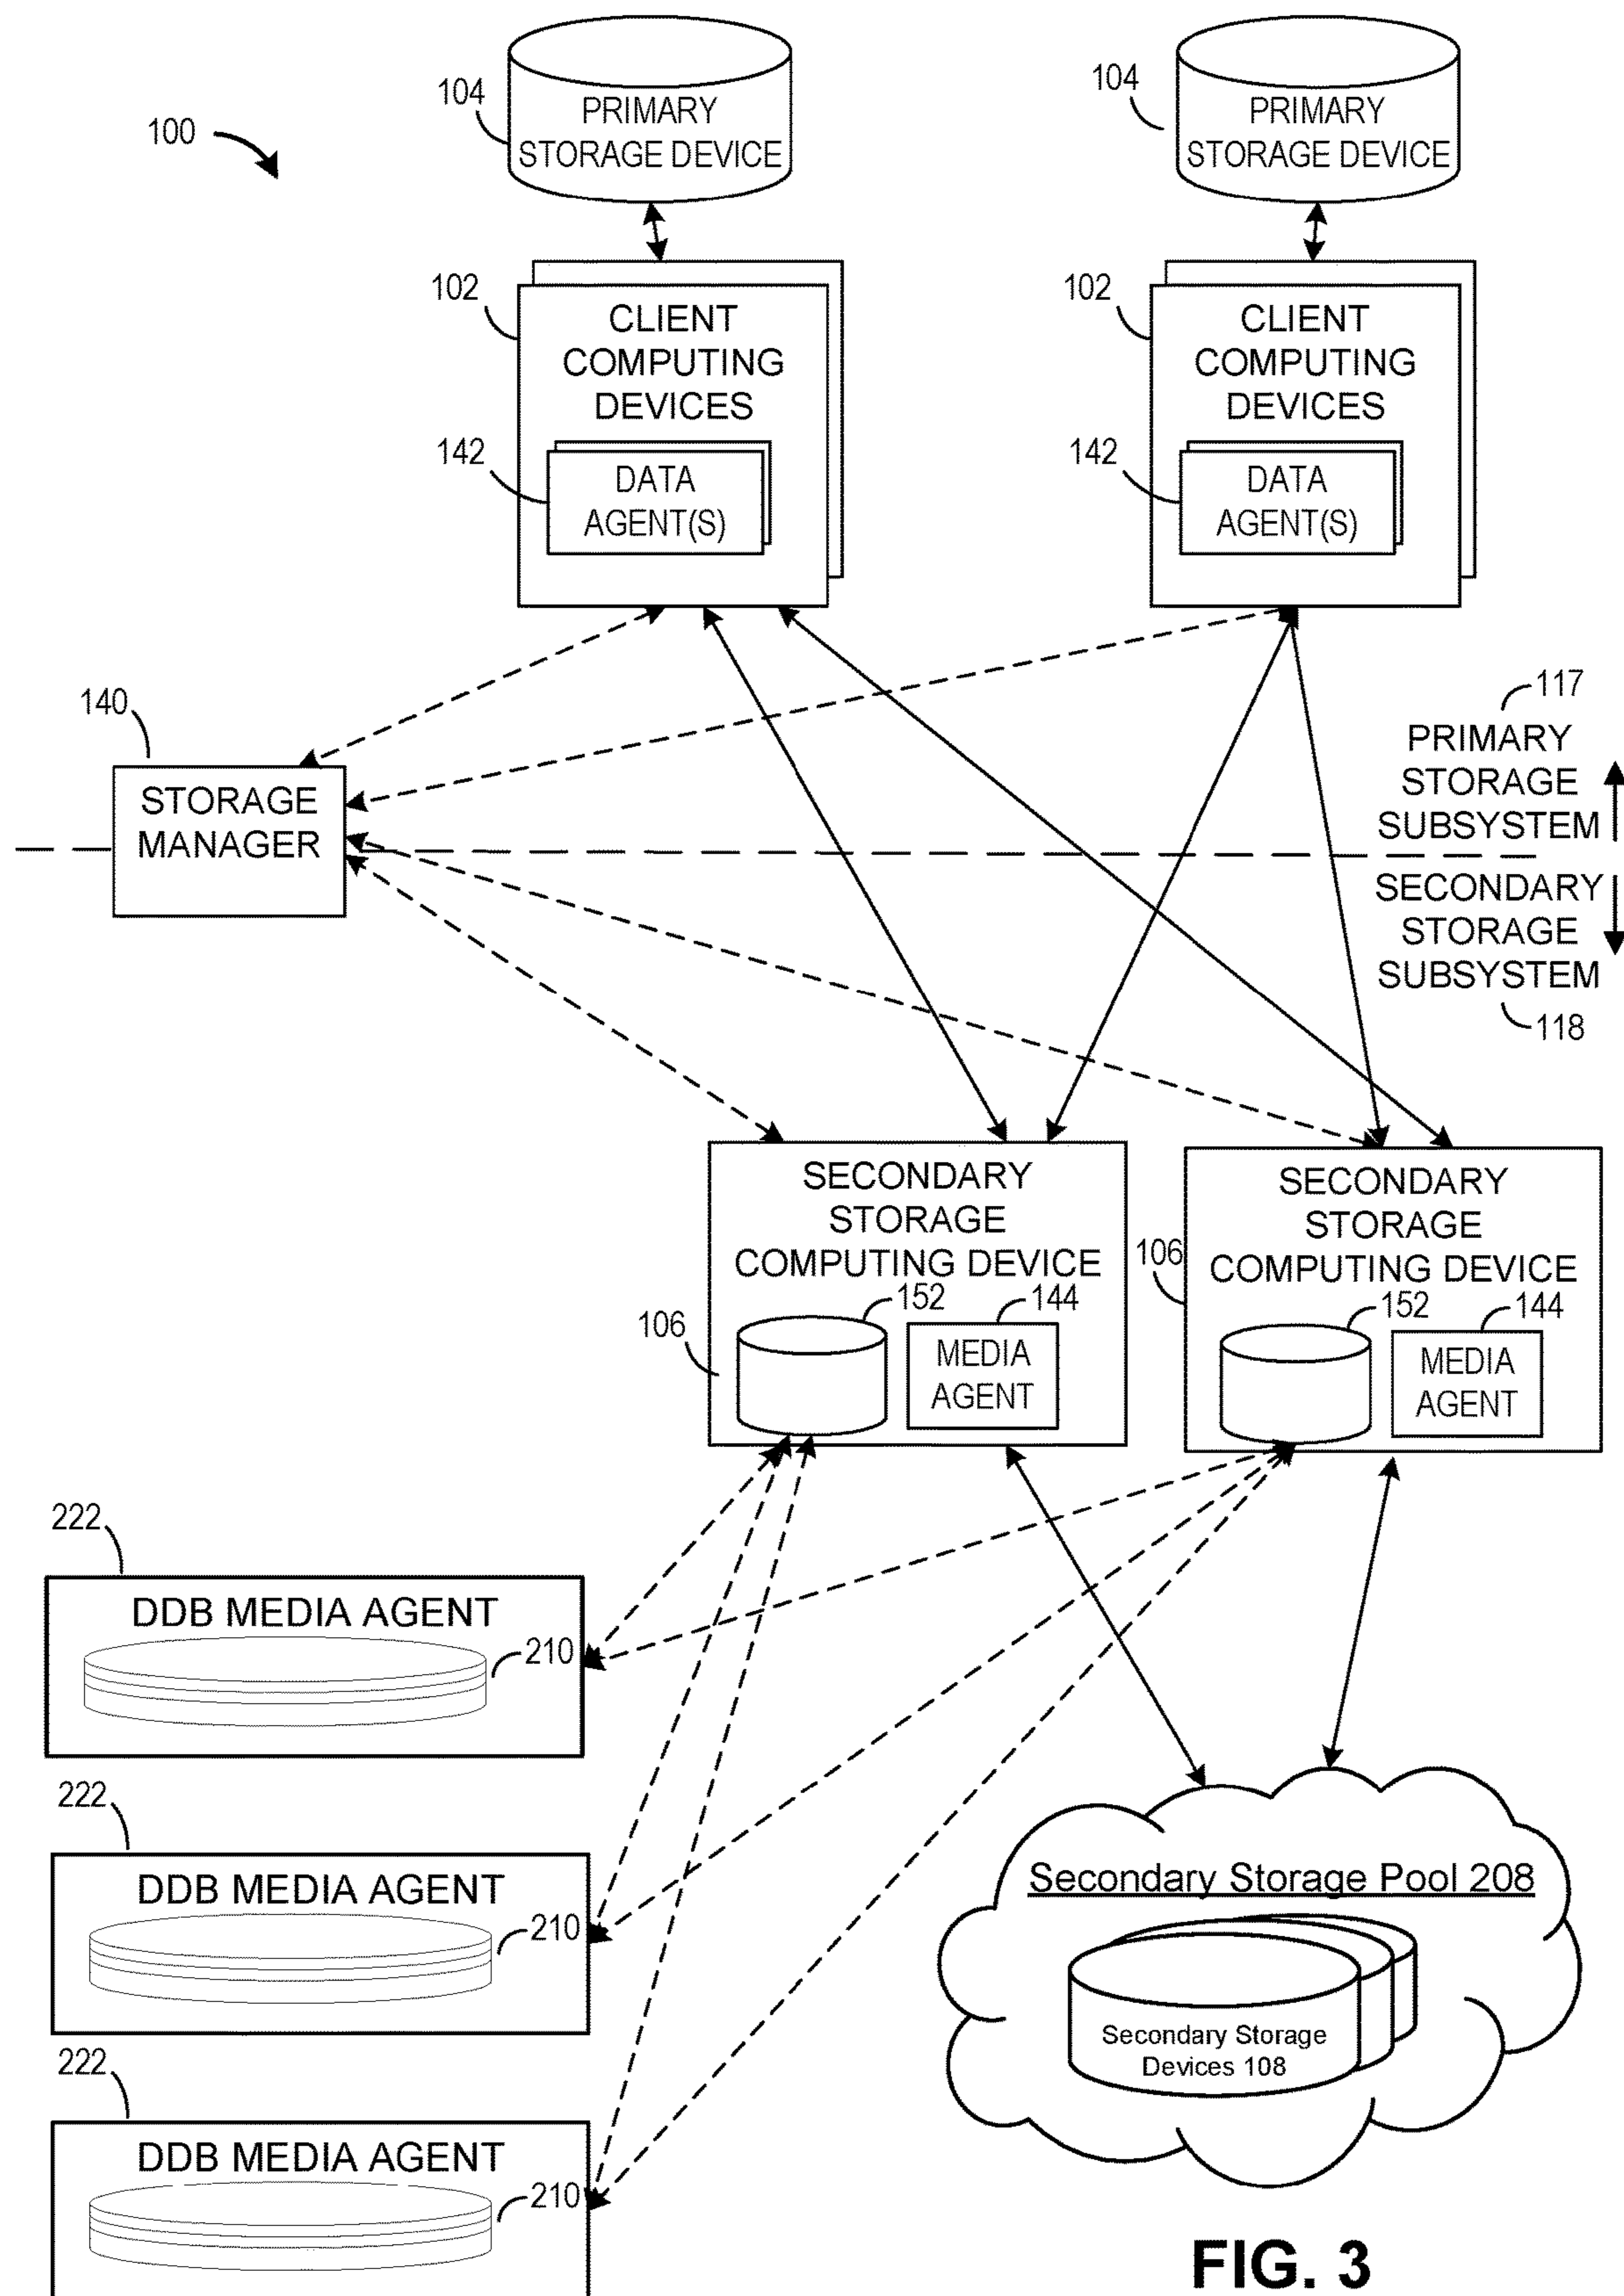 100
104
PRIMARY
STORAGE DEVICE
104
PRIMARY
STORAGE DEVICE
102
CLIENT
COMPUTING
DEVICES
142
DATA
AGENT(S)
102
CLIENT
COMPUTING
DEVICES
142
DATA
AGENT(S)
140
STORAGE
MANAGER
117
PRIMARY
STORAGE
SUBSYSTEM
SECONDARY
STORAGE
SUBSYSTEM
118
SECONDARY
STORAGE
COMPUTING DEVICE
106
152
144
MEDIA
AGENT
SECONDARY
STORAGE
COMPUTING DEVICE
106
152
144
MEDIA
AGENT
222
DDB MEDIA AGENT
210
222
DDB MEDIA AGENT
210
222
DDB MEDIA AGENT
210
Secondary Storage Pool 208
Secondary Storage
Devices 108
FIG. 3